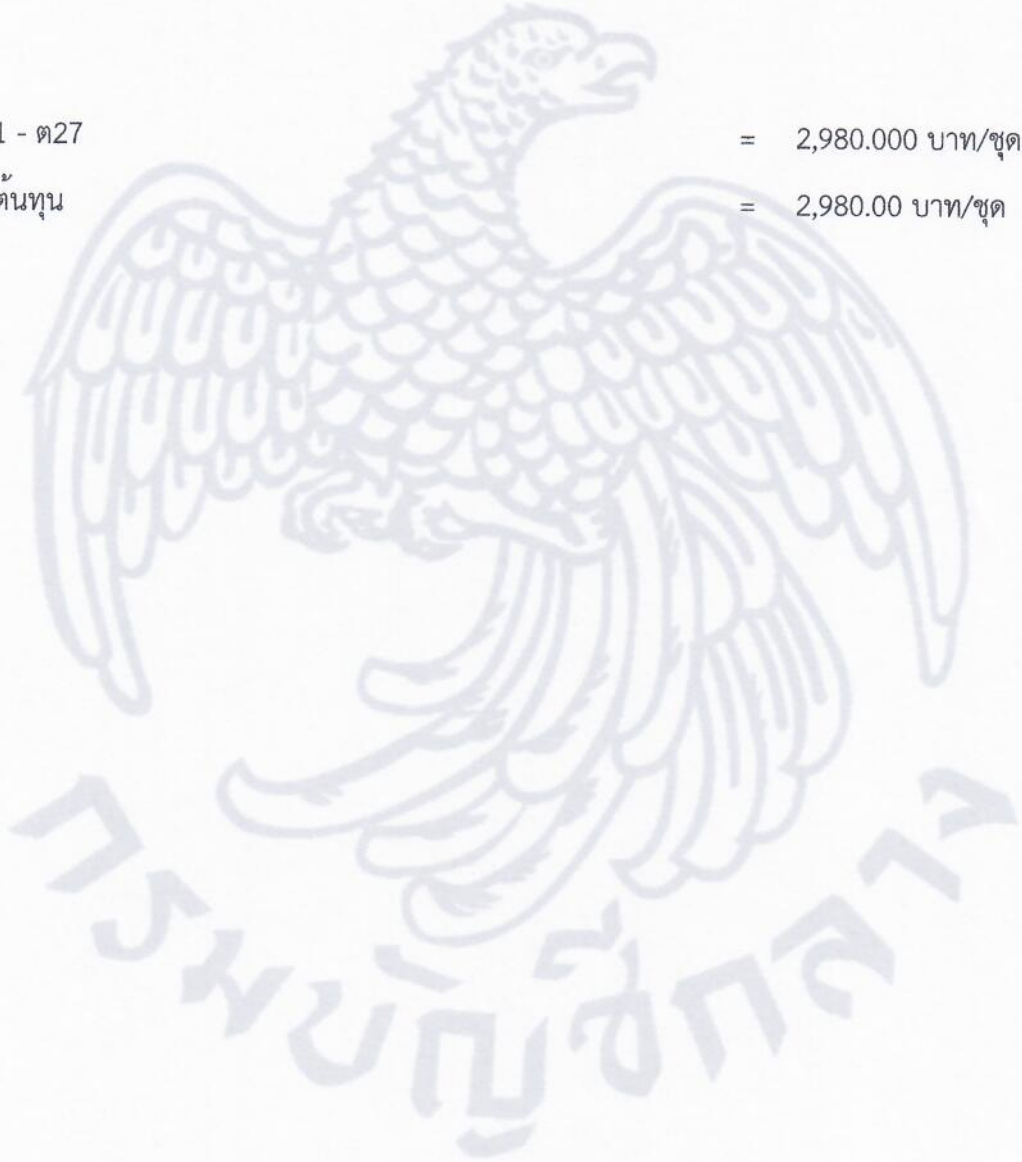 1 - ต27 = 2,980.000 บาท/ชุด
ต้นทุน = 2,980.00 บาท/ชุด
กรมบัญชีกลาง